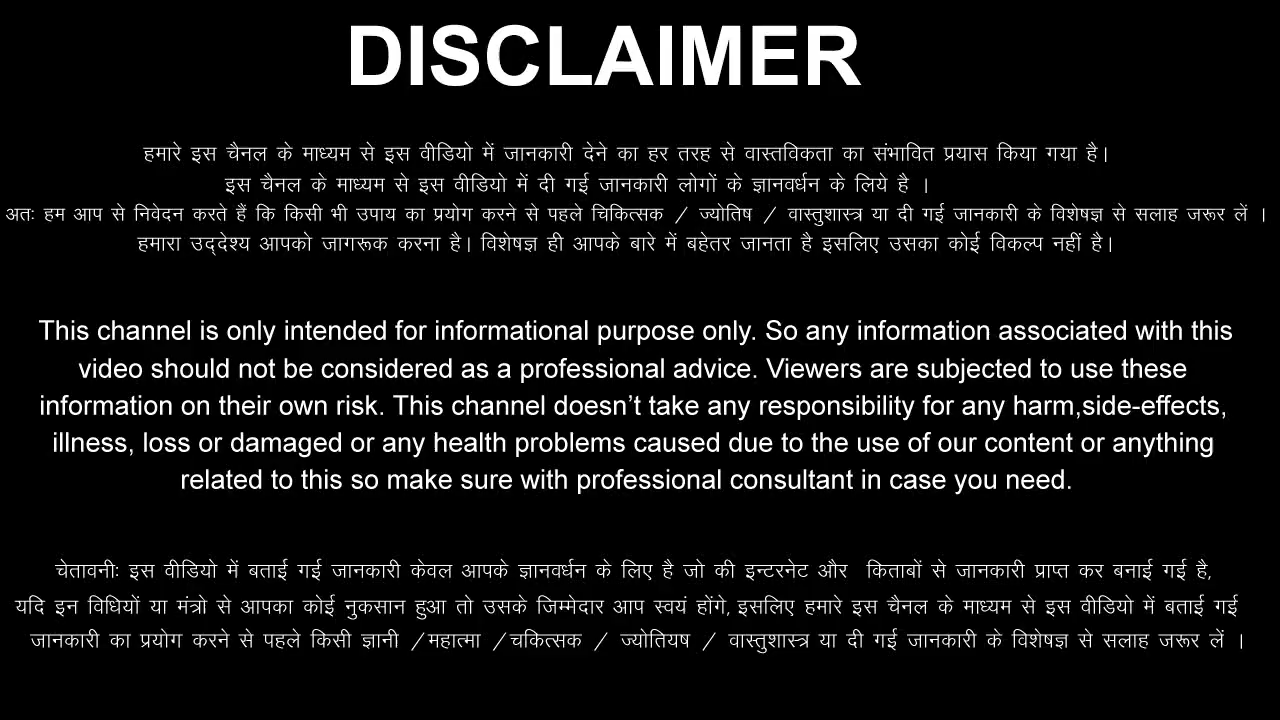 DISCLAIMER
हमारे इस चैनल के माध्यम से इस वीडियो में जानकारी देने का हर तरह से वास्तविकता का संभावित प्रयास किया गया है।
इस चैनल के माध्यम से इस वीडियो में दी गई जानकारी लोगों के ज्ञानवर्धन के लिये है ।
अतः हम आप से निवेदन करते हैं कि किसी भी उपाय का प्रयोग करने से पहले चिकित्सक / ज्योतिष / वास्तुशास्त्र या दी गई जानकारी के विशेषज्ञ से सलाह जरूर लें ।
हमारा उद्देश्य आपको जागरूक करना है। विशेषज्ञ ही आपके बारे में बहेतर जानता है इसलिए उसका कोई विकल्प नहीं है।
This channel is only intended for informational purpose only. So any information associated with this
video should not be considered as a professional advice. Viewers are subjected to use these
information on their own risk. This channel doesn’t take any responsibility for any harm,side-effects,
illness, loss or damaged or any health problems caused due to the use of our content or anything
related to this so make sure with professional consultant in case you need.
चेतावनीः इस वीडियो में बताई गई जानकारी केवल आपके ज्ञानवर्धन के लिए है जो की इन्टरनेट और किताबों से जानकारी प्राप्त कर बनाई गई है,
यदि इन विधियों या मंत्रो से आपका कोई नुकसान हुआ तो उसके जिम्मेदार आप स्वयं होंगे, इसलिए हमारे इस चैनल के माध्यम से इस वीडियो में बताई गई
जानकारी का प्रयोग करने से पहले किसी ज्ञानी /महात्मा /चकित्सक / ज्योतियष / वास्तुशास्त्र या दी गई जानकारी के विशेषज्ञ से सलाह जरूर लें ।